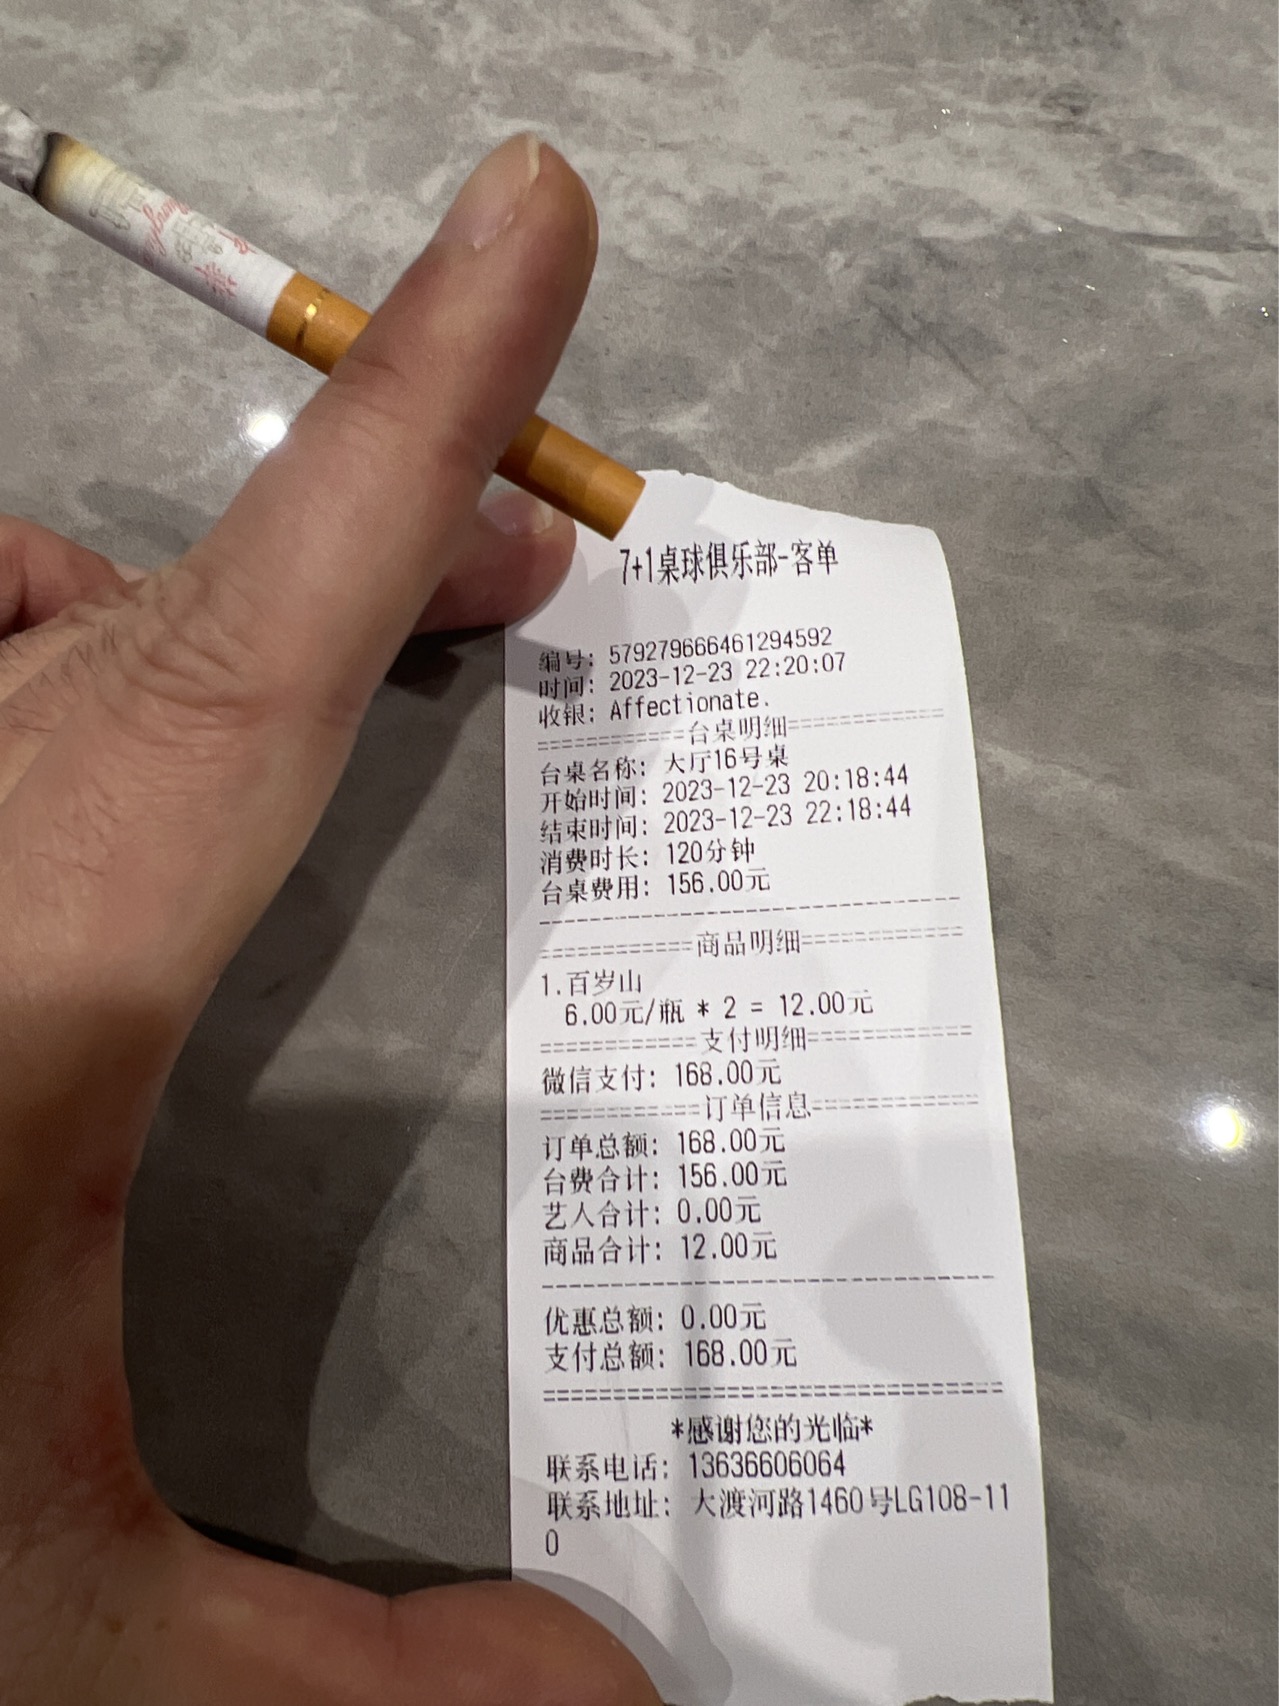 7+1桌球俱乐部-客单
编号: 579279666461294592
时间: 2023-12-23 22:20:07
收银: Affectionate.
============台桌明细============
台桌名称: 大厅16号桌
开始时间: 2023-12-23 20:18:44
结束时间: 2023-12-23 22:18:44
消费时长: 120分钟
台桌费用: 156.00元
============商品明细============
1.百岁山
6.00元/瓶 * 2 = 12.00元
============支付明细============
微信支付: 168.00元
============订单信息============
订单总额: 168.00元
台费合计: 156.00元
艺人合计: 0.00元
商品合计: 12.00元
优惠总额: 0.00元
支付总额: 168.00元
*感谢您的光临*
联系电话: 13636606064
联系地址: 大渡河路1460号LG108-11
0